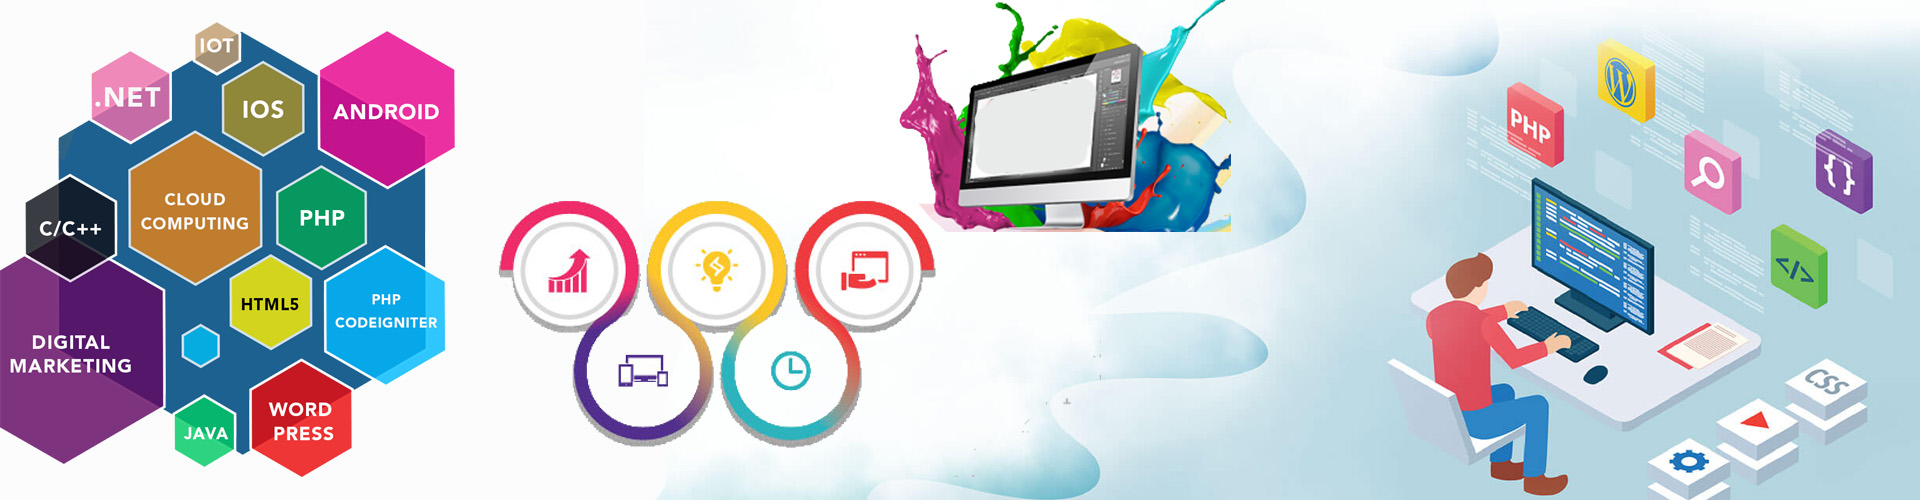 IOT
.NET
IOS
ANDROID
CLOUD
COMPUTING
PHP
C/C++
HTML5
PHP
CODEIGNITER
DIGITAL
MARKETING
JAVA
WORD
PRESS
PHP
W
{ }
</>
CSS